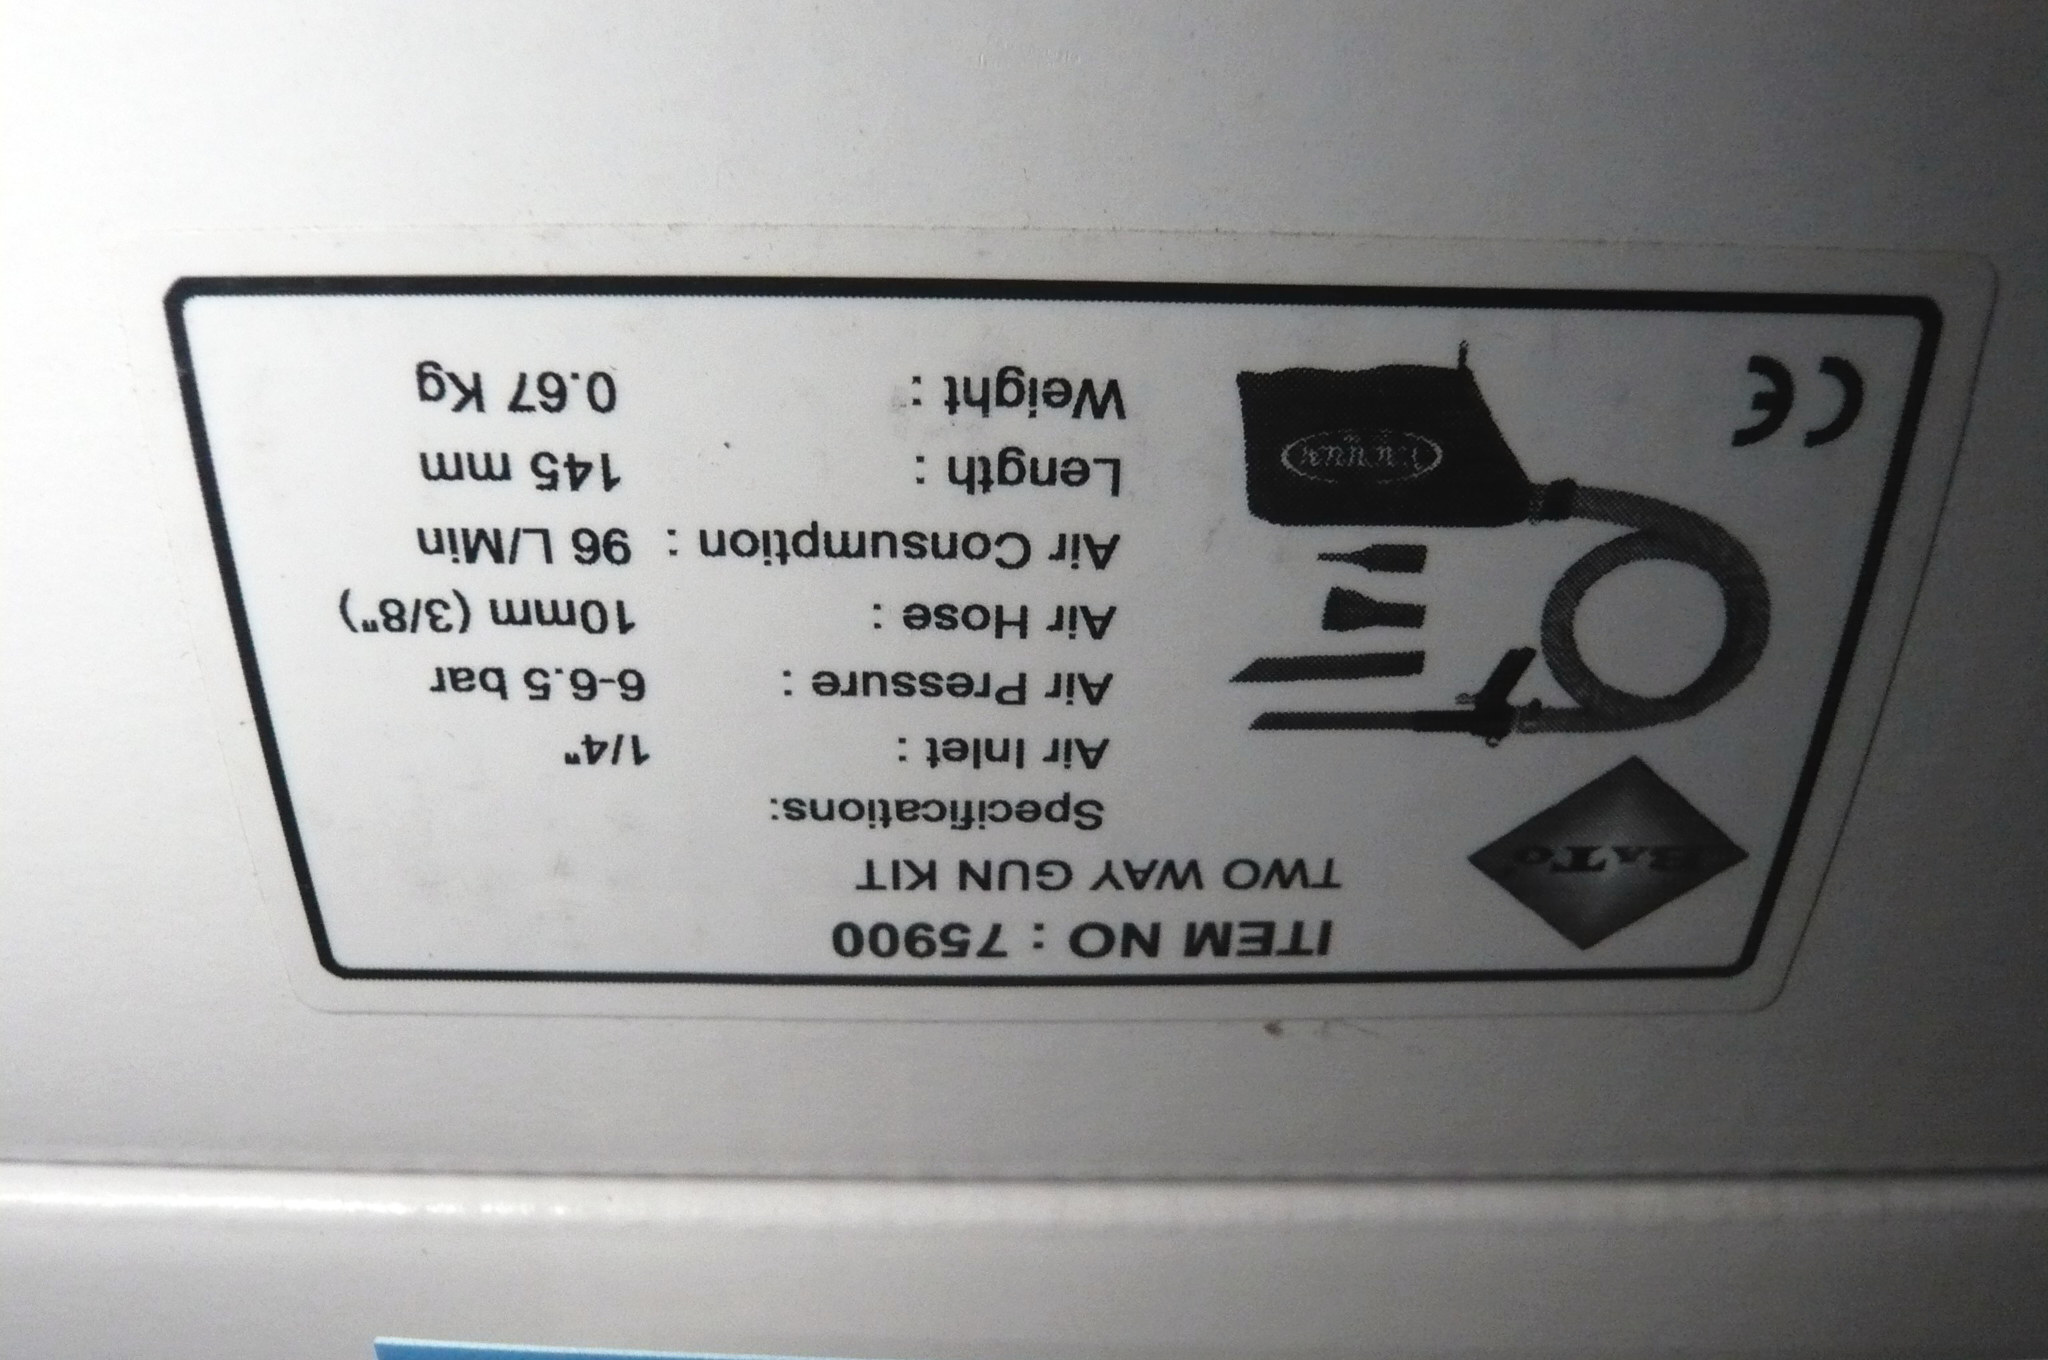 BATO
ITEM NO : 75900
TWO WAY GUN KIT
Specifications:
Air Inlet : 1/4"
Air Pressure : 6-6.5 bar
Air Hose : 10mm (3/8")
Air Consumption : 96 L/Min
Length : 145 mm
Weight : 0.67 Kg
CE